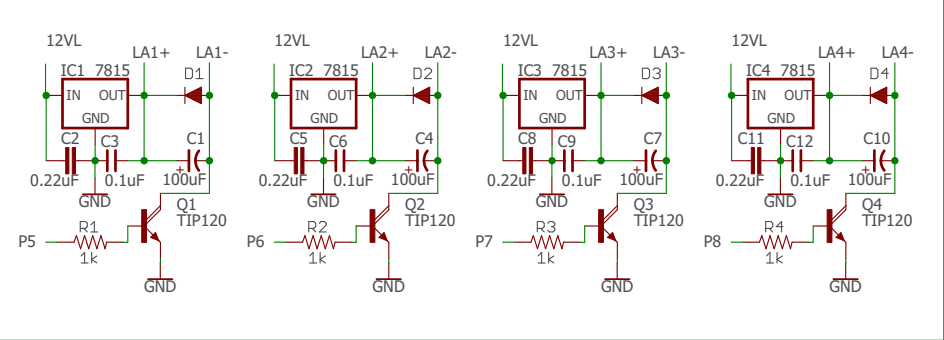 12VL LA1+ LA1- 12VL LA2+ LA2- 12VL LA3+ LA3- 12VL LA4+ LA4-
IC1 7815 D1 IC2 7815 D2 IC3 7815 D3 IC4 7815 D4
IN OUT IN OUT IN OUT IN OUT
GND GND GND GND
C2 C3 C1 C5 C6 C4 C8 C9 C7 C11 C12 C10
+ + + +
0.22uF 0.1uF 100uF 0.22uF 0.1uF 100uF 0.22uF 0.1uF 100uF 0.22uF 0.1uF 100uF
GND Q1 GND Q2 GND Q3 GND Q4
TIP120 TIP120 TIP120 TIP120
R1 R2 R3 R4
P5 P6 P7 P8
1k 1k 1k 1k
GND GND GND GND